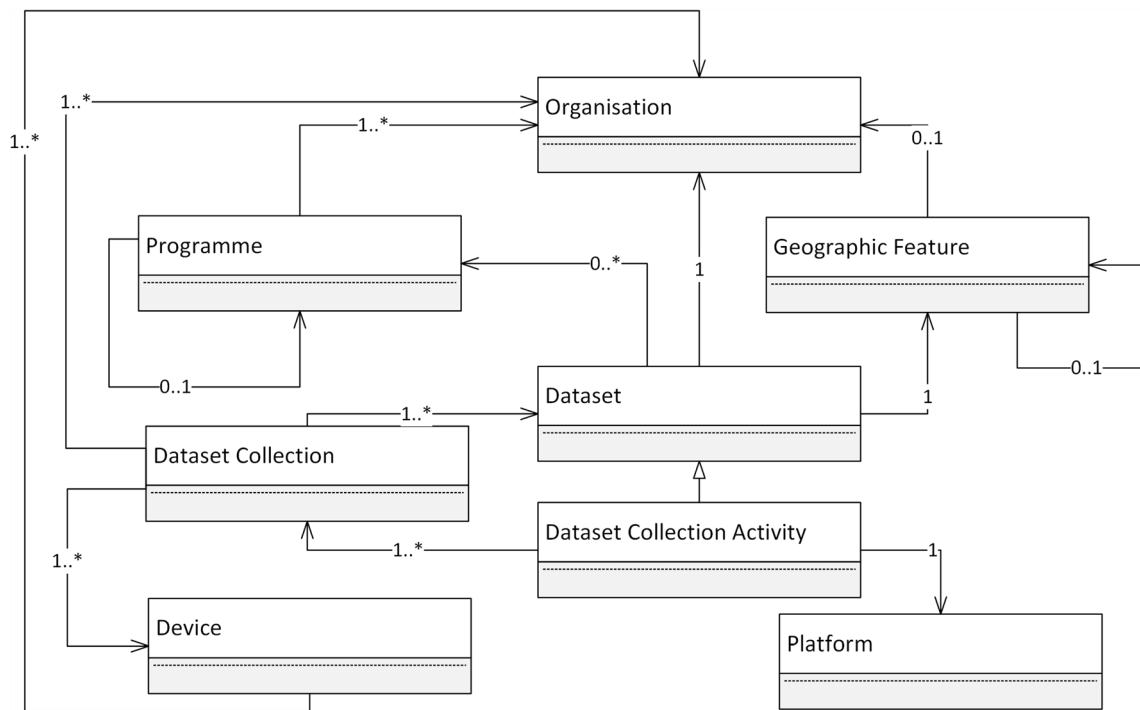 Organisation
1..*
1..*
1..*
0..1
Programme
Geographic Feature
0..*
1
0..1
0..1
Dataset
1
1..*
Dataset Collection
Dataset Collection Activity
1..*
1
1..*
Device
Platform